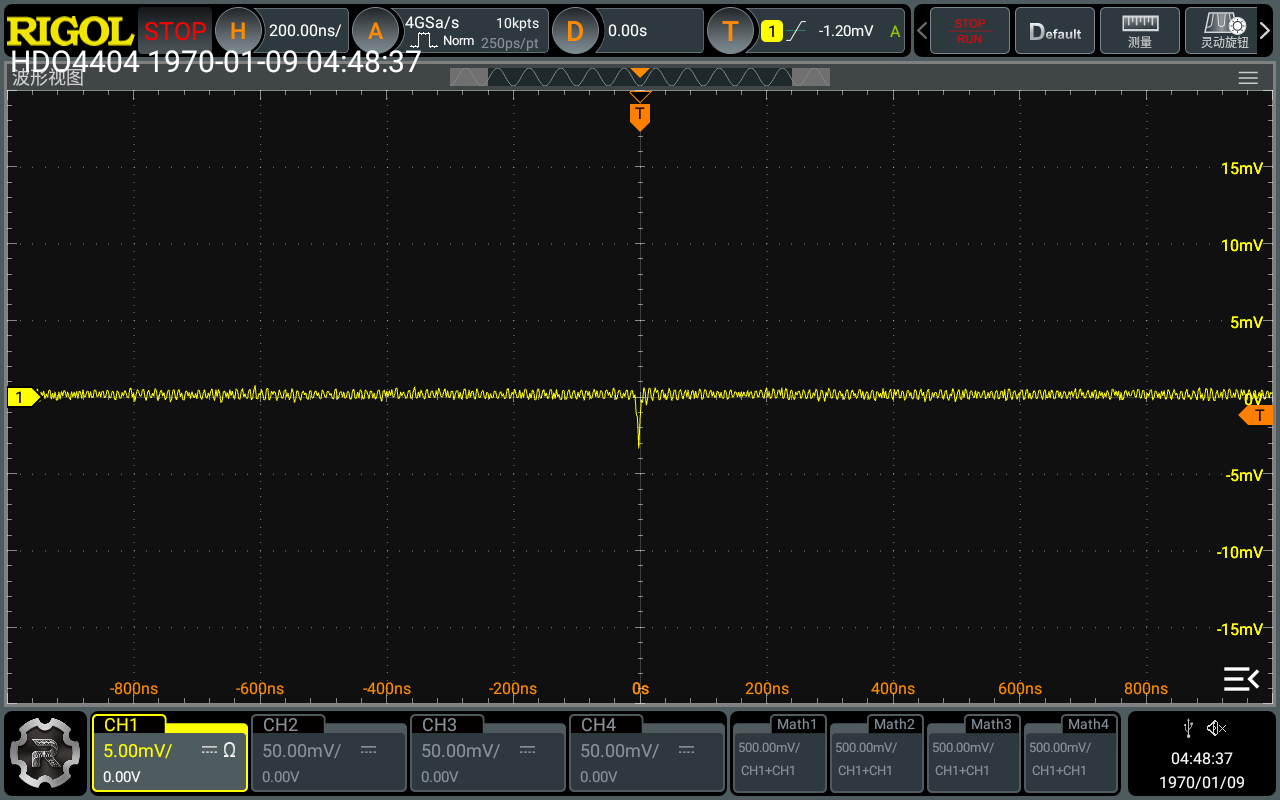 RIGOL STOP H 200.00ns/ A 4GSa/s Norm 10kpts 250ps/pt D 0.00s T 1 -1.20mV A STOP RUN Default 测量 灵动旋钮
HDO4404 1970-01-09 04:48:37
波形视图
T
15mV
10mV
5mV
1 0V
T
-5mV
-10mV
-15mV
-800ns -600ns -400ns -200ns 0s 200ns 400ns 600ns 800ns
CH1 CH2 CH3 CH4 Math1 Math2 Math3 Math4
5.00mV/ Ω 50.00mV/ 50.00mV/ 50.00mV/ 500.00mV/ 500.00mV/ 500.00mV/ 500.00mV/
0.00V 0.00V 0.00V 0.00V CH1+CH1 CH1+CH1 CH1+CH1 CH1+CH1
R
04:48:37
1970/01/09